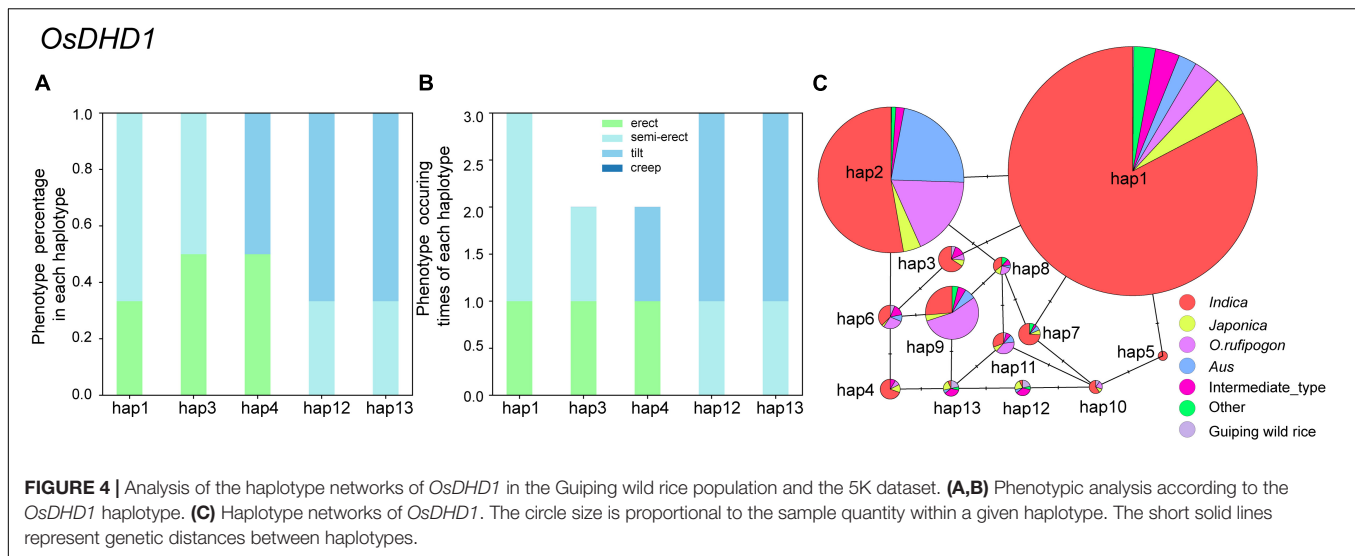 OsDHD1
A
Phenotype percentage
in each haplotype
1.0
0.8
0.6
0.4
0.2
0.0
hap1 hap3 hap4 hap12 hap13
B
Phenotype occuring
times of each haplotype
3.0
2.5
2.0
1.5
1.0
0.5
0.0
erect
semi-erect
tilt
creep
hap1 hap3 hap4 hap12 hap13
C
hap1
hap2
hap3
hap8
hap6
hap9
hap7
hap11
hap5
hap4
hap13
hap12
hap10
Indica
Japonica
O.rufipogon
Aus
Intermediate_type
Other
Guiping wild rice
FIGURE 4 | Analysis of the haplotype networks of OsDHD1 in the Guiping wild rice population and the 5K dataset. (A,B) Phenotypic analysis according to the
OsDHD1 haplotype. (C) Haplotype networks of OsDHD1. The circle size is proportional to the sample quantity within a given haplotype. The short solid lines
represent genetic distances between haplotypes.